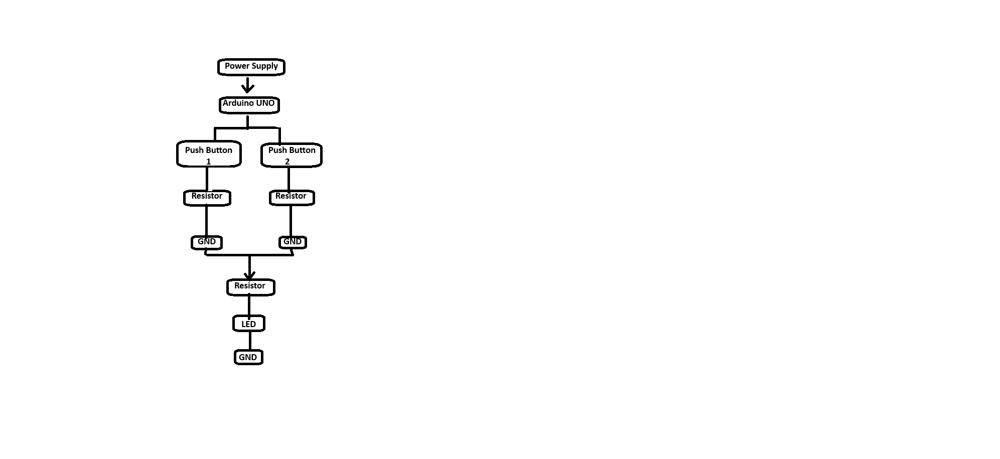 Power Supply
Arduino UNO
Push Button
1
Push Button
2
Resistor
Resistor
GND
GND
Resistor
LED
GND